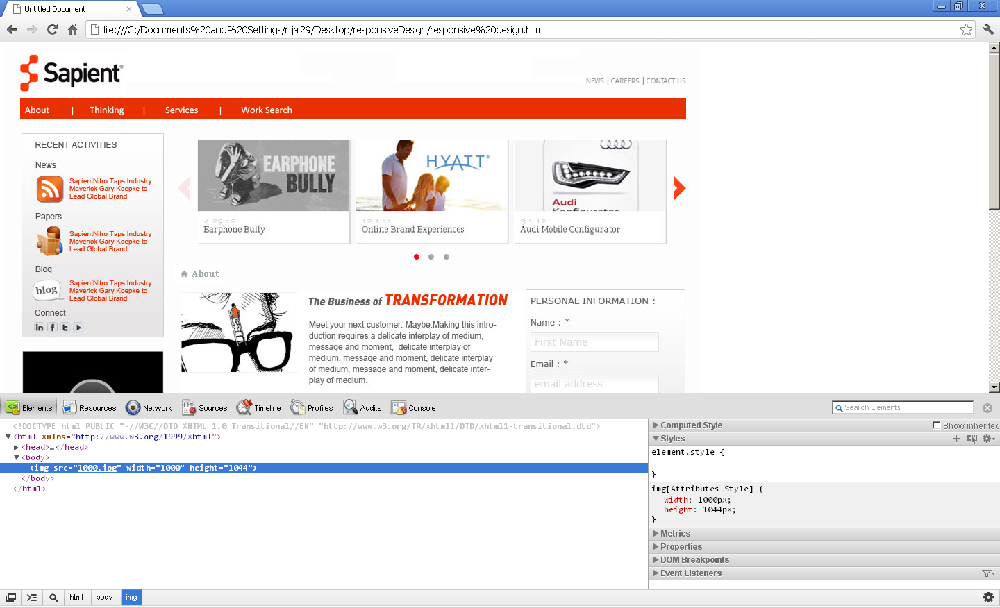 Untitled Document
file:///C:/Documents%20and%20Settings/njai29/Desktop/responsiveDesign/responsive%20design.html
Sapient®
NEWS | CAREERS | CONTACT US
About | Thinking | Services | Work Search
RECENT ACTIVITIES
News
SapientNitro Taps Industry
Maverick Gary Koepke to
Lead Global Brand
Papers
SapientNitro Taps Industry
Maverick Gary Koepke to
Lead Global Brand
Blog
blog
SapientNitro Taps Industry
Maverick Gary Koepke to
Lead Global Brand
Connect
in f t
EARPHONE
BULLY
4-29-12
Earphone Bully
HYATT®
12-1-11
Online Brand Experiences
Audi
Konfigurator
3-1-12
Audi Mobile Configurator
About
The Business of TRANSFORMATION
Meet your next customer. Maybe.Making this intro-
duction requires a delicate interplay of medium,
message and moment,  delicate interplay of
medium, message and moment, delicate interplay
of medium, message and moment, delicate inter-
play of medium.
PERSONAL INFORMATION :
Name : *
First Name
Email : *
email address
Elements Resources Network Sources Timeline Profiles Audits Console
Search Elements
<!DOCTYPE html PUBLIC "-//W3C//DTD XHTML 1.0 Transitional//EN" "http://www.w3.org/TR/xhtml1/DTD/xhtml1-transitional.dtd">
<html xmlns="http://www.w3.org/1999/xhtml">
<head>…</head>
<body>
<img src="1000.jpg" width="1000" height="1044">
</body>
</html>
Computed Style
Show inherited
Styles
element.style {
}
img[Attributes Style] {
width: 1000px;
height: 1044px;
}
Metrics
Properties
DOM Breakpoints
Event Listeners
html body img